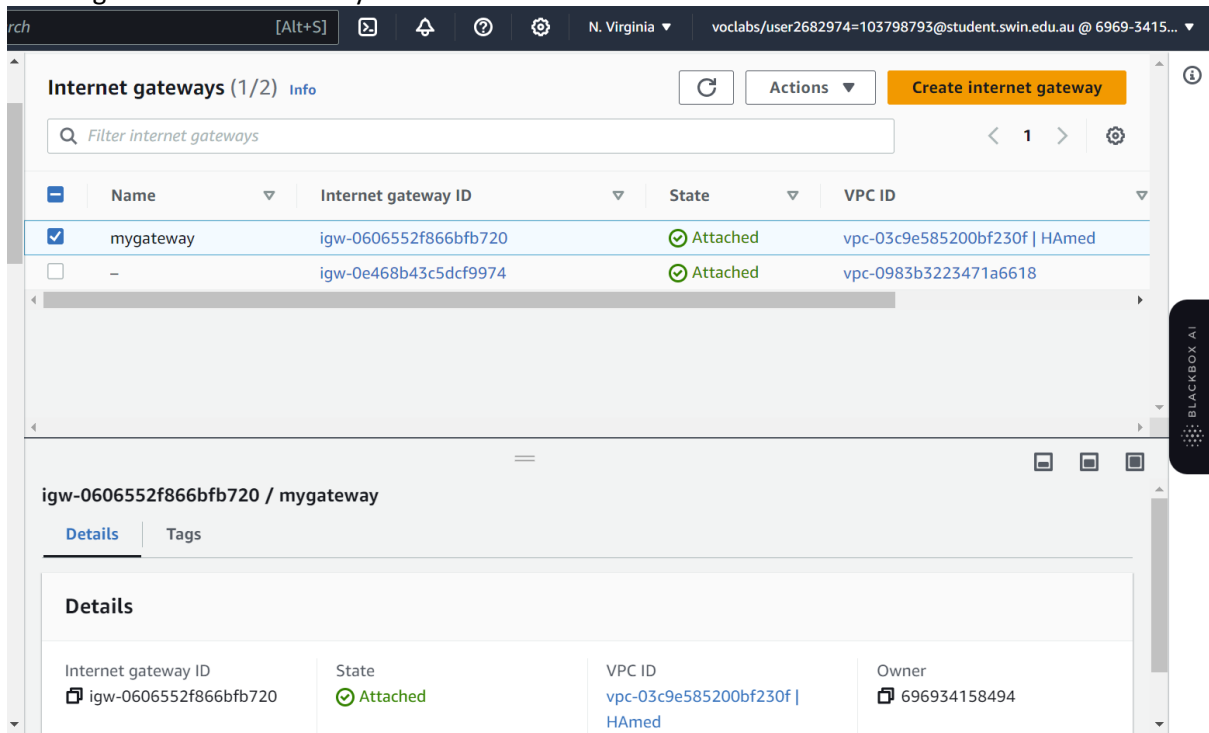 rch [Alt+S] N. Virginia ▼ voclabs/user2682974=103798793@student.swin.edu.au @ 6969-3415... ▼
Internet gateways (1/2) Info Actions ▼ Create internet gateway
Filter internet gateways < 1 >
Name Internet gateway ID State VPC ID
mygateway igw-0606552f866bfb720 Attached vpc-03c9e585200bf230f | HAmed
– igw-0e468b43c5dcf9974 Attached vpc-0983b3223471a6618
BLACKBOX AI
igw-0606552f866bfb720 / mygateway
Details Tags
Details
Internet gateway ID State VPC ID Owner
igw-0606552f866bfb720 Attached vpc-03c9e585200bf230f | 696934158494
HAmed